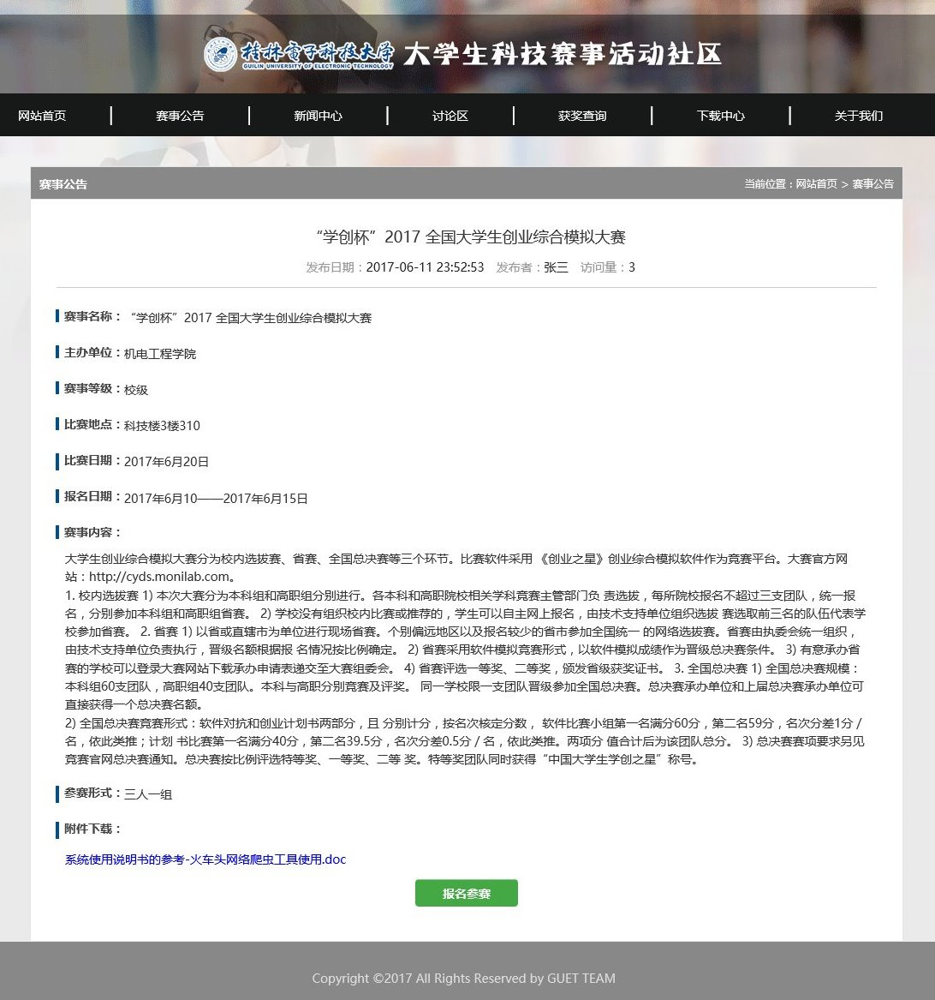 桂林电子科技大学
GUILIN UNIVERSITY OF ELECTRONIC TECHNOLOGY
大学生科技赛事活动社区
网站首页 赛事公告 新闻中心 讨论区 获奖查询 下载中心 关于我们
赛事公告 当前位置：网站首页 > 赛事公告
“学创杯”2017 全国大学生创业综合模拟大赛
发布日期：2017-06-11 23:52:53 发布者：张三 访问量：3
赛事名称：“学创杯”2017 全国大学生创业综合模拟大赛
主办单位：机电工程学院
赛事等级：校级
比赛地点：科技楼3楼310
比赛日期：2017年6月20日
报名日期：2017年6月10——2017年6月15日
赛事内容：
大学生创业综合模拟大赛分为校内选拔赛、省赛、全国总决赛等三个环节。比赛软件采用 《创业之星》创业综合模拟软件作为竞赛平台。大赛官方网
站：http://cyds.monilab.com。
1. 校内选拔赛 1) 本次大赛分为本科组和高职组分别进行。各本科和高职院校相关学科竞赛主管部门负 责选拔，每所院校报名不超过三支团队，统一报
名，分别参加本科组和高职组省赛。 2) 学校没有组织校内比赛或推荐的，学生可以自主网上报名，由技术支持单位组织选拔 赛选取前三名的队伍代表学
校参加省赛。 2. 省赛 1) 以省或直辖市为单位进行现场省赛。个别偏远地区以及报名较少的省市参加全国统一 的网络选拔赛。省赛由执委会统一组织，
由技术支持单位负责执行，晋级名额根据报 名情况按比例确定。 2) 省赛采用软件模拟竞赛形式，以软件模拟成绩作为晋级总决赛条件。 3) 有意承办省
赛的学校可以登录大赛网站下载承办申请表递交至大赛组委会。 4) 省赛评选一等奖、二等奖，颁发省级获奖证书。 3. 全国总决赛 1) 全国总决赛规模：
本科组60支团队，高职组40支团队。本科与高职分别竞赛及评奖。 同一学校限一支团队晋级参加全国总决赛。总决赛承办单位和上届总决赛承办单位可
直接获得一个总决赛名额。
2) 全国总决赛竞赛形式：软件对抗和创业计划书两部分，且 分别计分，按名次核定分数， 软件比赛小组第一名满分60分，第二名59分，名次分差1分 /
名，依此类推；计划 书比赛第一名满分40分，第二名39.5分，名次分差0.5分 / 名，依此类推。两项分 值合计后为该团队总分。 3) 总决赛赛项要求另见
竞赛官网总决赛通知。总决赛按比例评选特等奖、一等奖、二等 奖。特等奖团队同时获得“中国大学生学创之星”称号。
参赛形式：三人一组
附件下载：
系统使用说明书的参考-火车头网络爬虫工具使用.doc
报名参赛
Copyright ©2017 All Rights Reserved by GUET TEAM